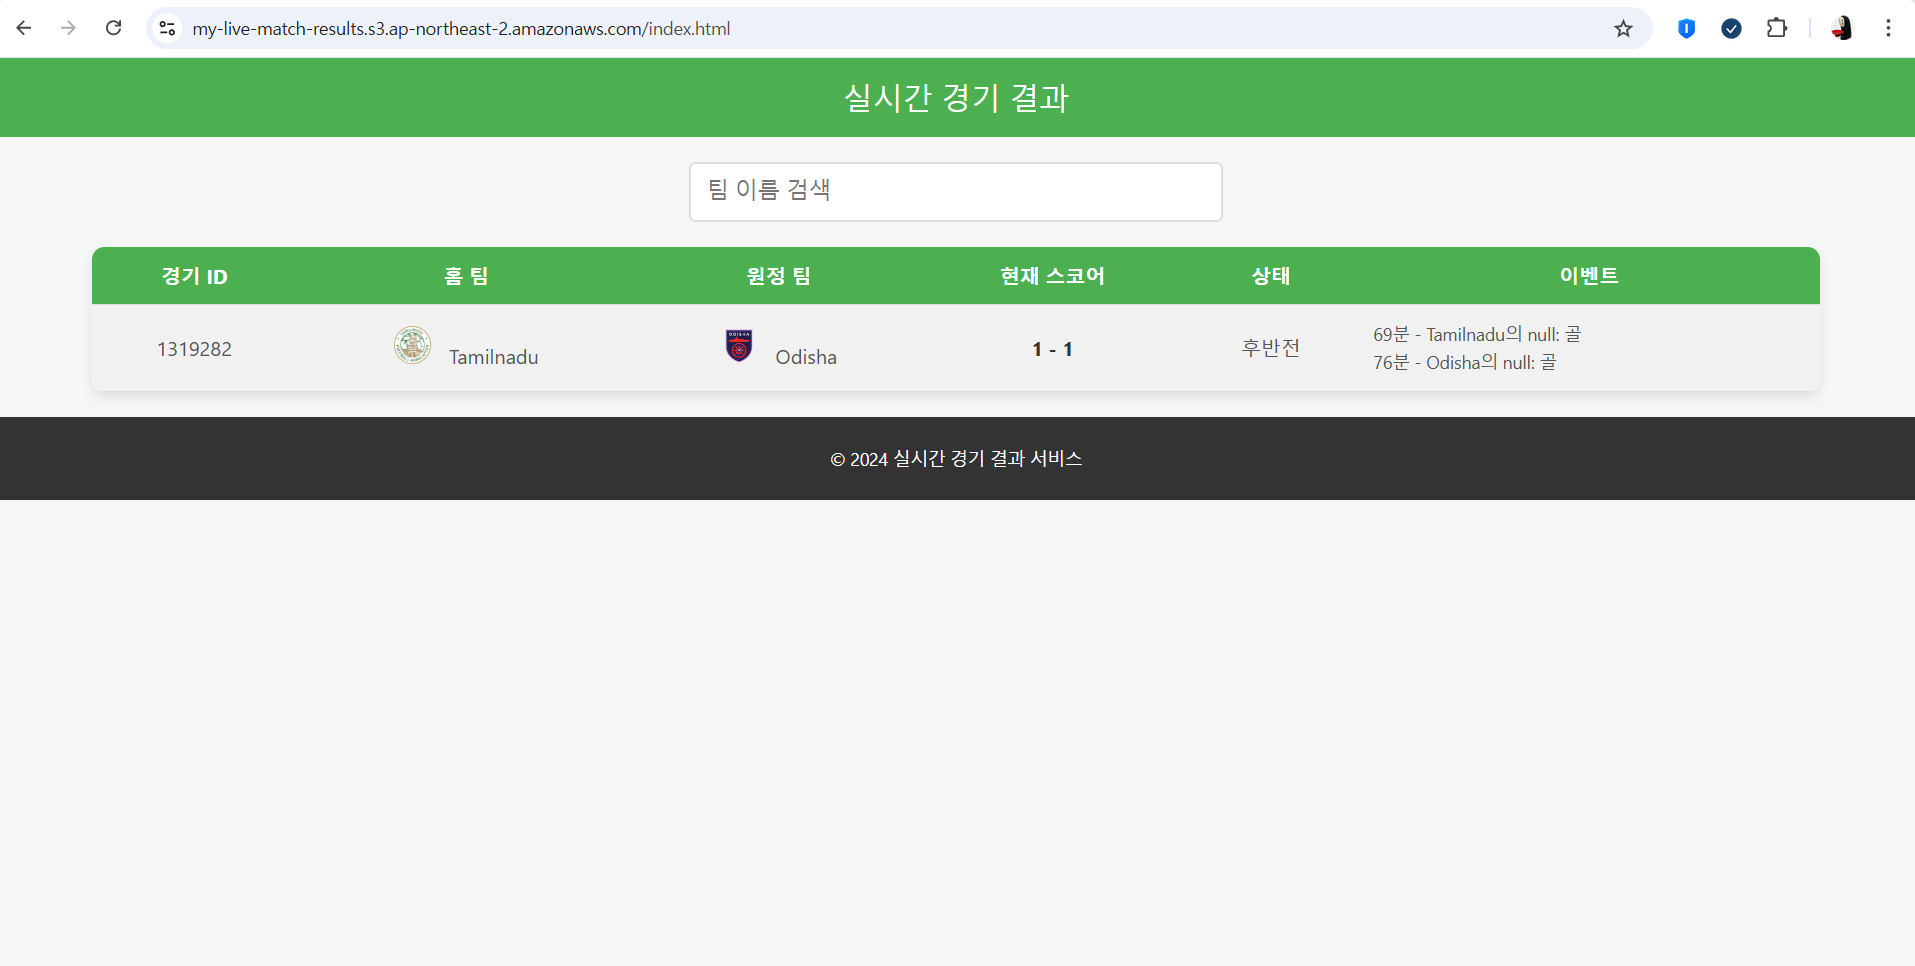 my-live-match-results.s3.ap-northeast-2.amazonaws.com/index.html
실시간 경기 결과
팀 이름 검색
경기 ID 홈 팀 원정 팀 현재 스코어 상태 이벤트
1319282 Tamilnadu ODISHA Odisha 1 - 1 후반전
69분 - Tamilnadu의 null: 골
76분 - Odisha의 null: 골
© 2024 실시간 경기 결과 서비스